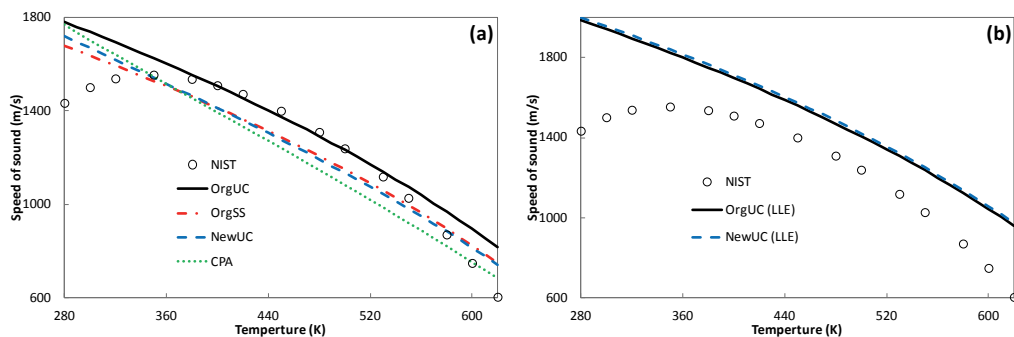 1800
(a)
1400
1000
600
Speed of sound (m/s)
NIST
OrgUC
OrgSS
NewUC
CPA
280
360
440
520
600
Temperture (K)
(b)
1800
1400
1000
600
Speed of sound (m/s)
NIST
OrgUC (LLE)
NewUC (LLE)
280
360
440
520
600
Temperture (K)